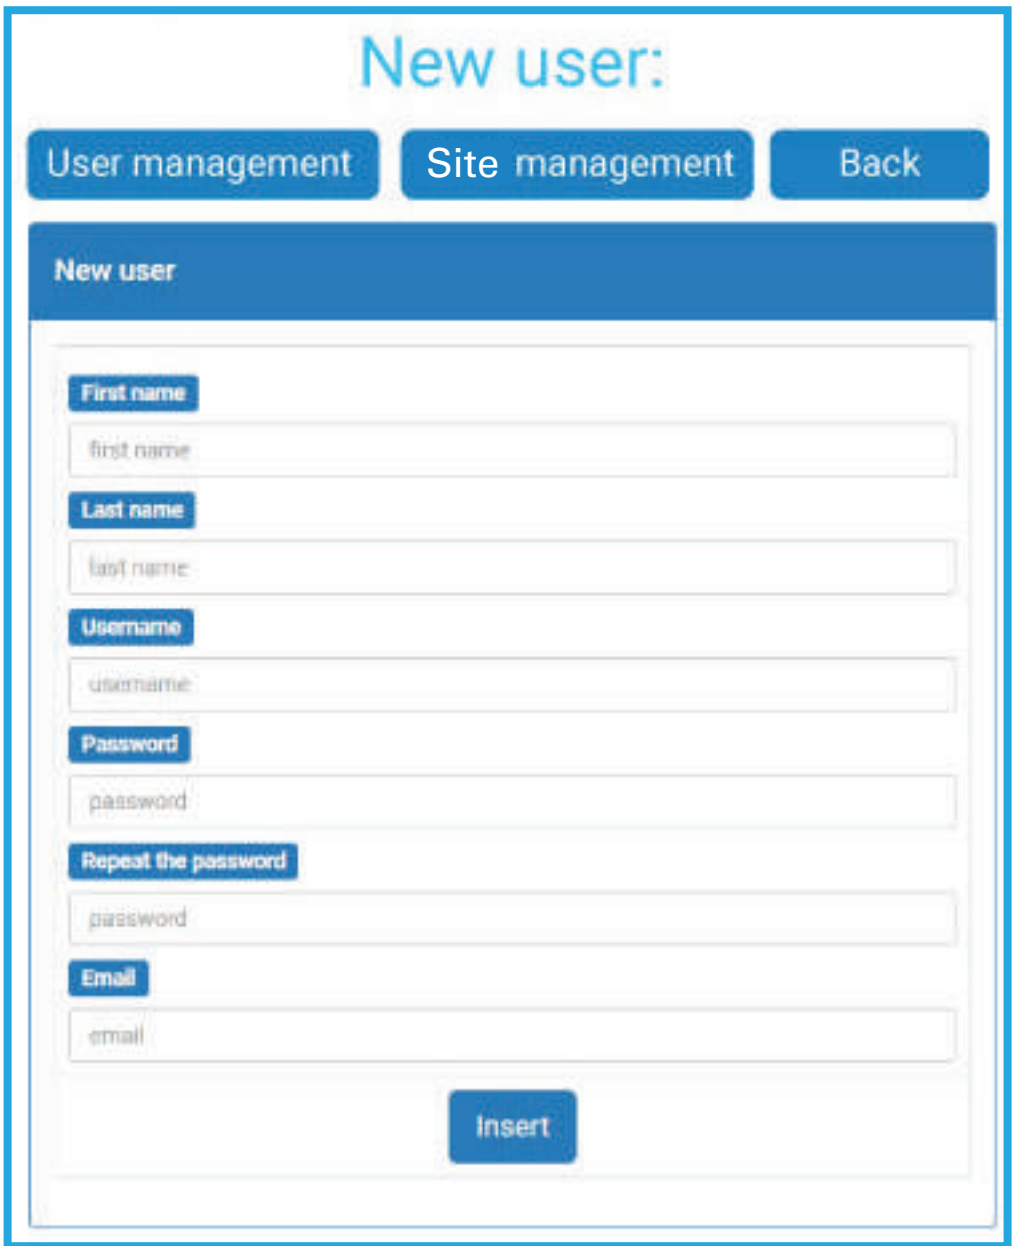 New user:
User management Site management Back
New user
First name
first name
Last name
last name
Username
username
Password
password
Repeat the password
password
Email
email
Insert